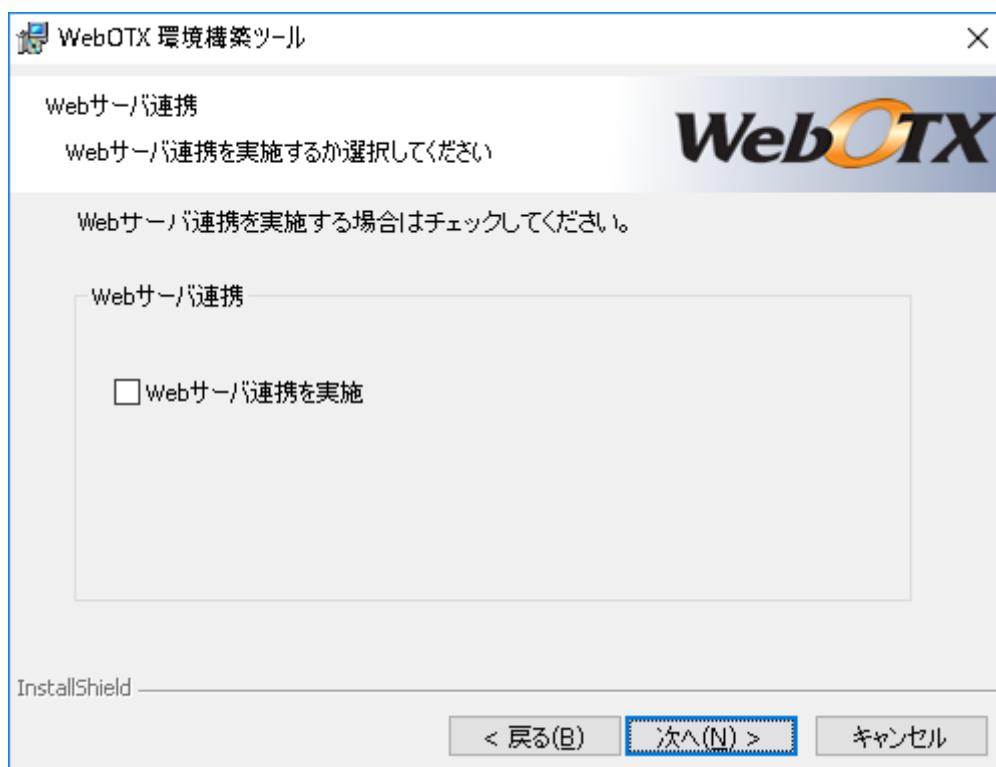 WebOTX 環境構築ツール
Webサーバ連携
Webサーバ連携を実施するか選択してください
WebOTX
Webサーバ連携を実施する場合はチェックしてください。
Webサーバ連携
Webサーバ連携を実施
InstallShield
< 戻る(B)
次へ(N) >
キャンセル